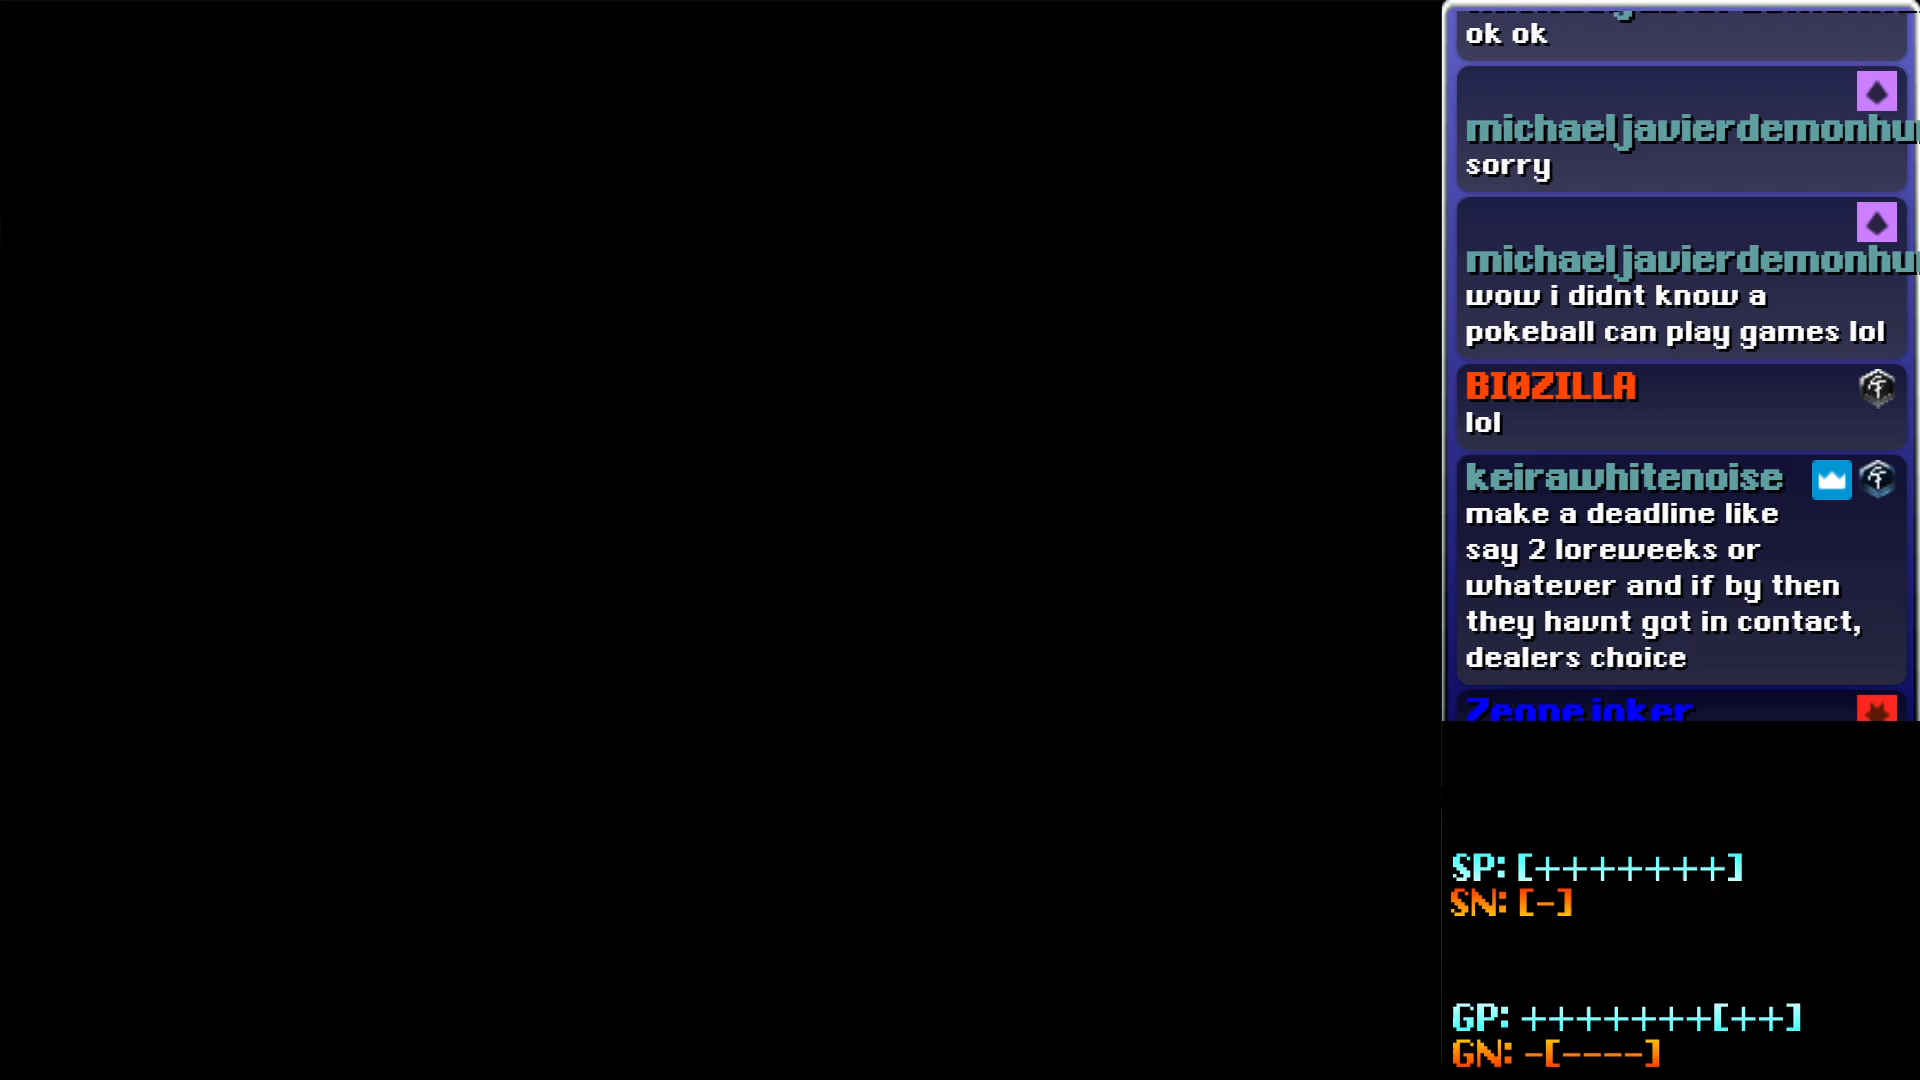 ok ok
michaeljavierdemonhu
sorry
michaeljavierdemonhu
wow i didnt know a
pokeball can play games lol
BI0ZILLA
lol
keirawhitenoise
make a deadline like
say 2 loreweeks or
whatever and if by then
they havnt got in contact,
dealers choice
SP: [+++++++]
SN: [-]
GP: +++++++[++]
GN: -[----]